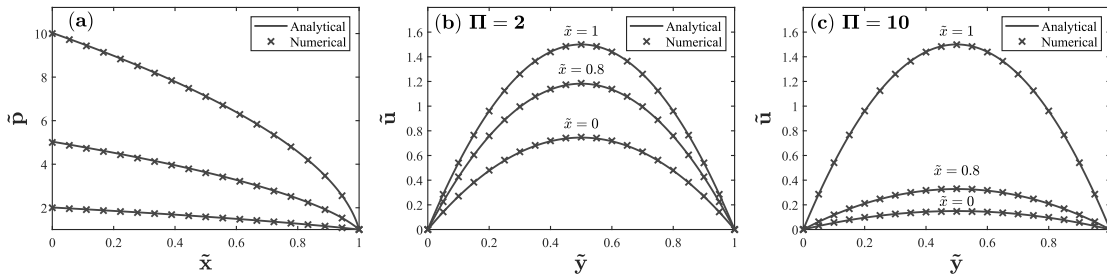 (a)
Analytical
Numerical
10
8
6
4
2
p̃
0
0.2
0.4
0.6
0.8
1
x̃
(b) Π = 2
Analytical
Numerical
x̃ = 1
x̃ = 0.8
x̃ = 0
1.6
1.4
1.2
1
0.8
0.6
0.4
0.2
0
ũ
0
0.2
0.4
0.6
0.8
1
ỹ
(c) Π = 10
Analytical
Numerical
x̃ = 1
x̃ = 0.8
x̃ = 0
1.6
1.4
1.2
1
0.8
0.6
0.4
0.2
0
ũ
0
0.2
0.4
0.6
0.8
ỹ